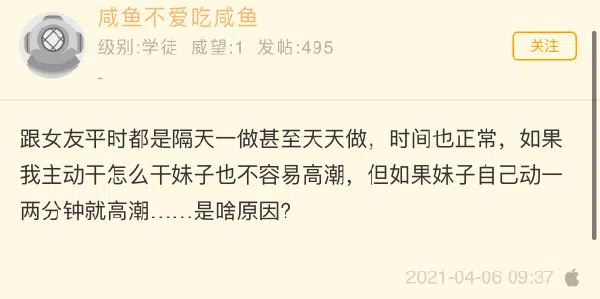 咸鱼不爱吃咸鱼
级别:学徒 威望:1 发帖:495
关注
-
跟女友平时都是隔天一做甚至天天做，时间也正常，如果
我主动干怎么干妹子也不容易高潮，但如果妹子自己动一
两分钟就高潮……是啥原因?
2021-04-06 09:37